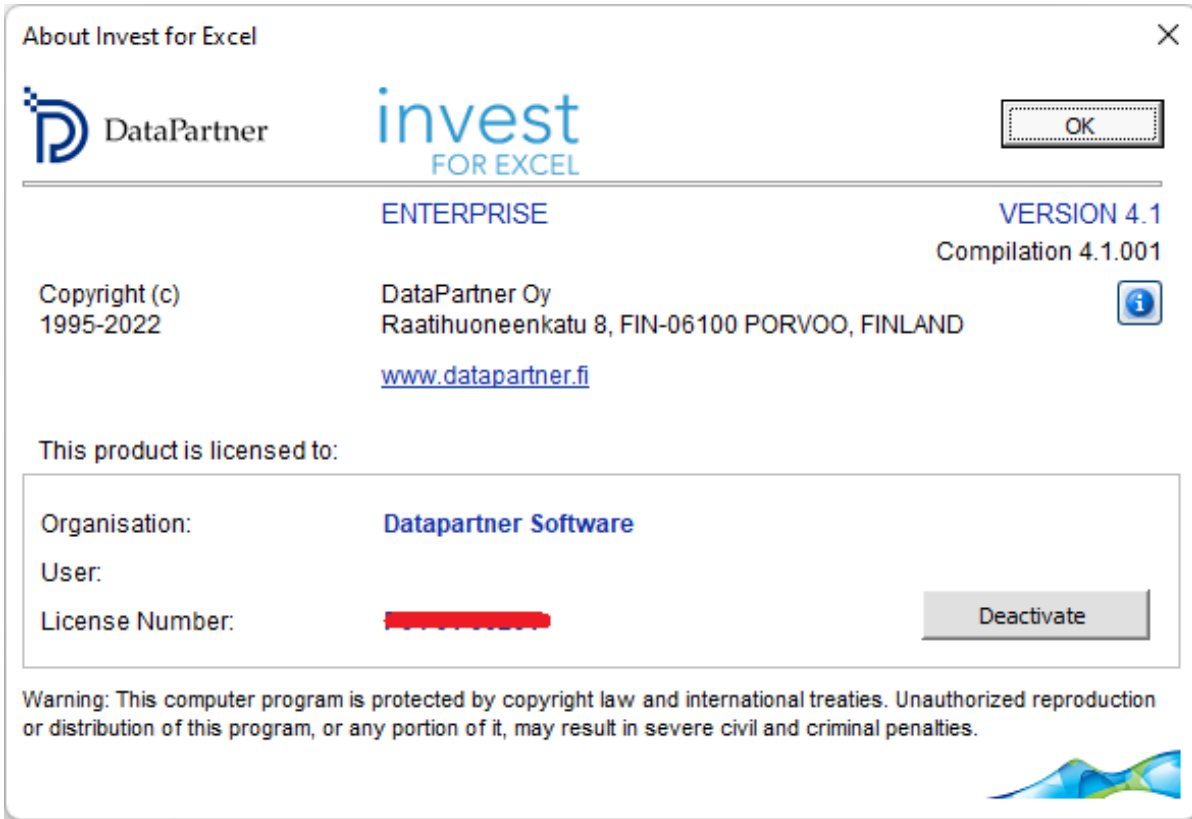 About Invest for Excel
DataPartner
invest
FOR EXCEL
OK
ENTERPRISE
VERSION 4.1
Compilation 4.1.001
Copyright (c)
1995-2022
DataPartner Oy
Raatihuoneenkatu 8, FIN-06100 PORVOO, FINLAND
www.datapartner.fi
This product is licensed to:
Organisation: Datapartner Software
User:
License Number:
Deactivate
Warning: This computer program is protected by copyright law and international treaties. Unauthorized reproduction
or distribution of this program, or any portion of it, may result in severe civil and criminal penalties.